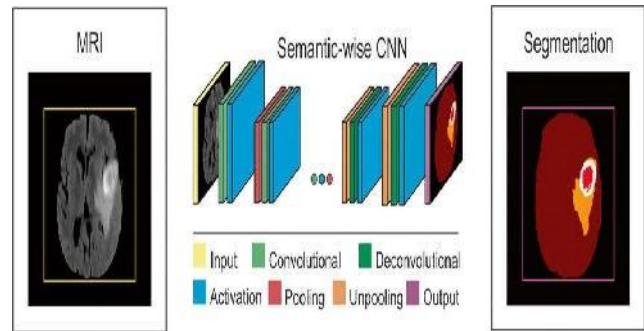 MRI
Semantic-wise CNN
Segmentation
Input Convolutional Deconvolutional
Activation Pooling Unpooling Output